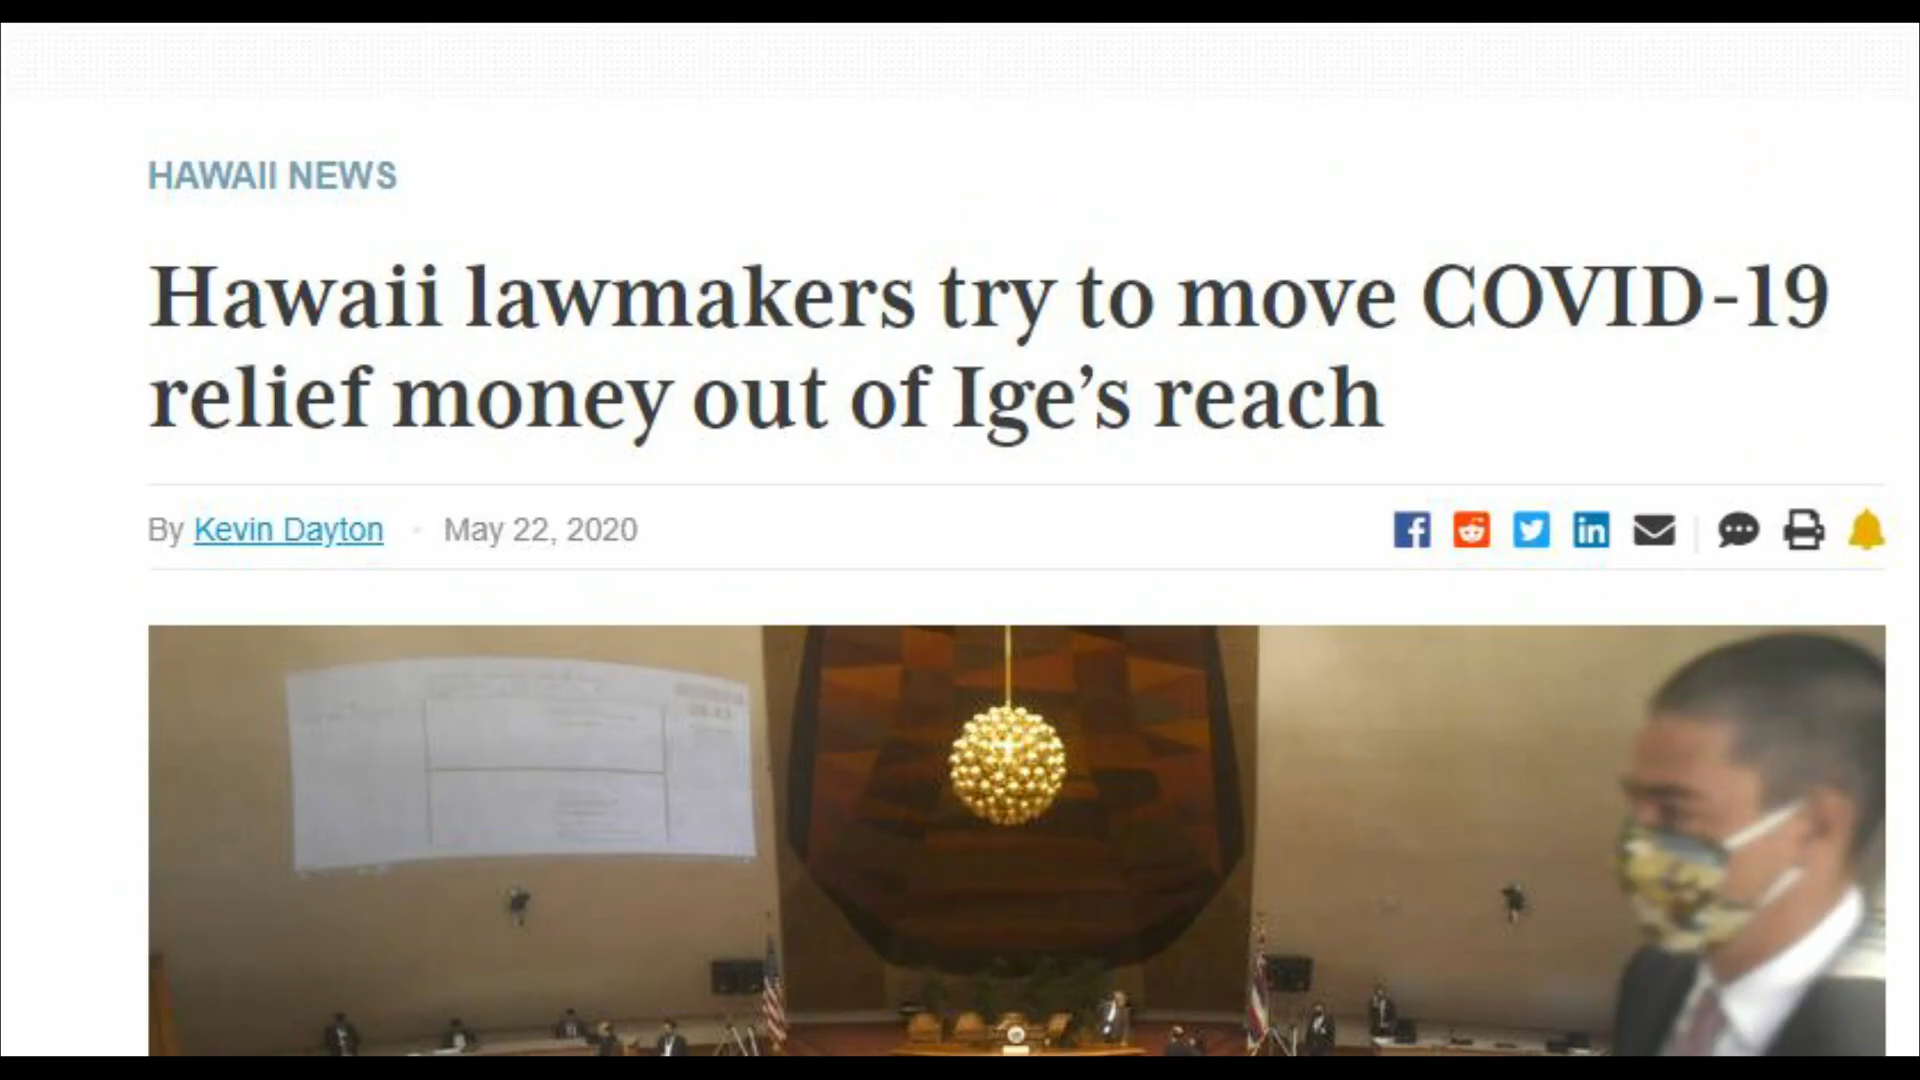 HAWAII NEWS
Hawaii lawmakers try to move COVID-19
relief money out of Ige’s reach
By Kevin Dayton · May 22, 2020